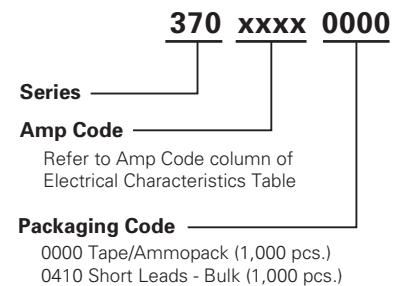 370 xxxx 0000
Series
Amp Code
Refer to Amp Code column of
Electrical Characteristics Table
Packaging Code
0000 Tape/Ammopack (1,000 pcs.)
0410 Short Leads - Bulk (1,000 pcs.)